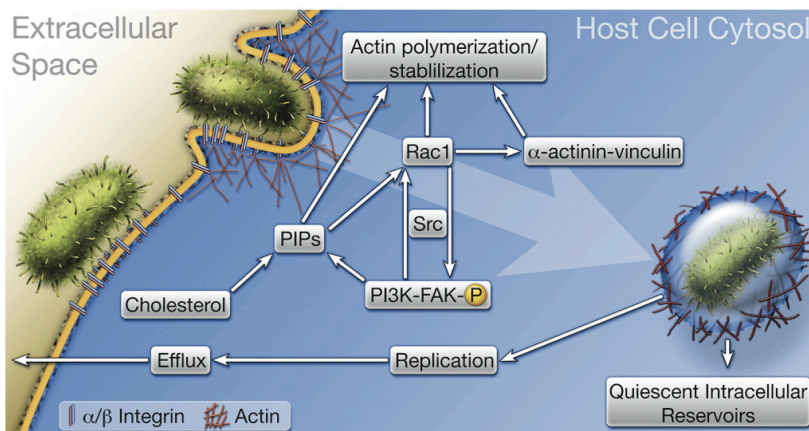 Extracellular
Space
Host Cell Cytosol
Actin polymerization/
stablilization
Rac1
α-actinin-vinculin
PIPs
Src
Cholesterol
PI3K-FAK-P
Efflux
Replication
Quiescent Intracellular
Reservoirs
α/β Integrin
Actin